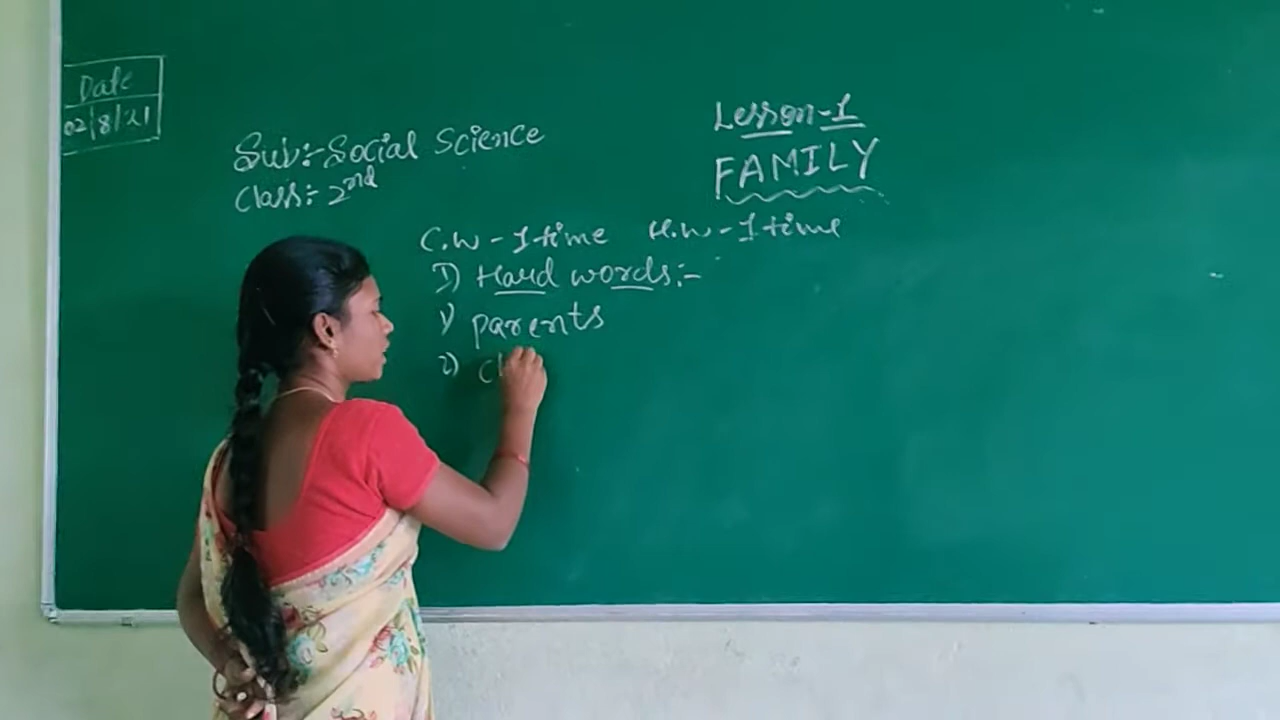 Date
02/8/21
Sub:- Social Science
Class:- 2nd
Lesson-1
FAMILY
C.W - 1 time H.W - 1 time
I) Hard words:-
1) parents
2)